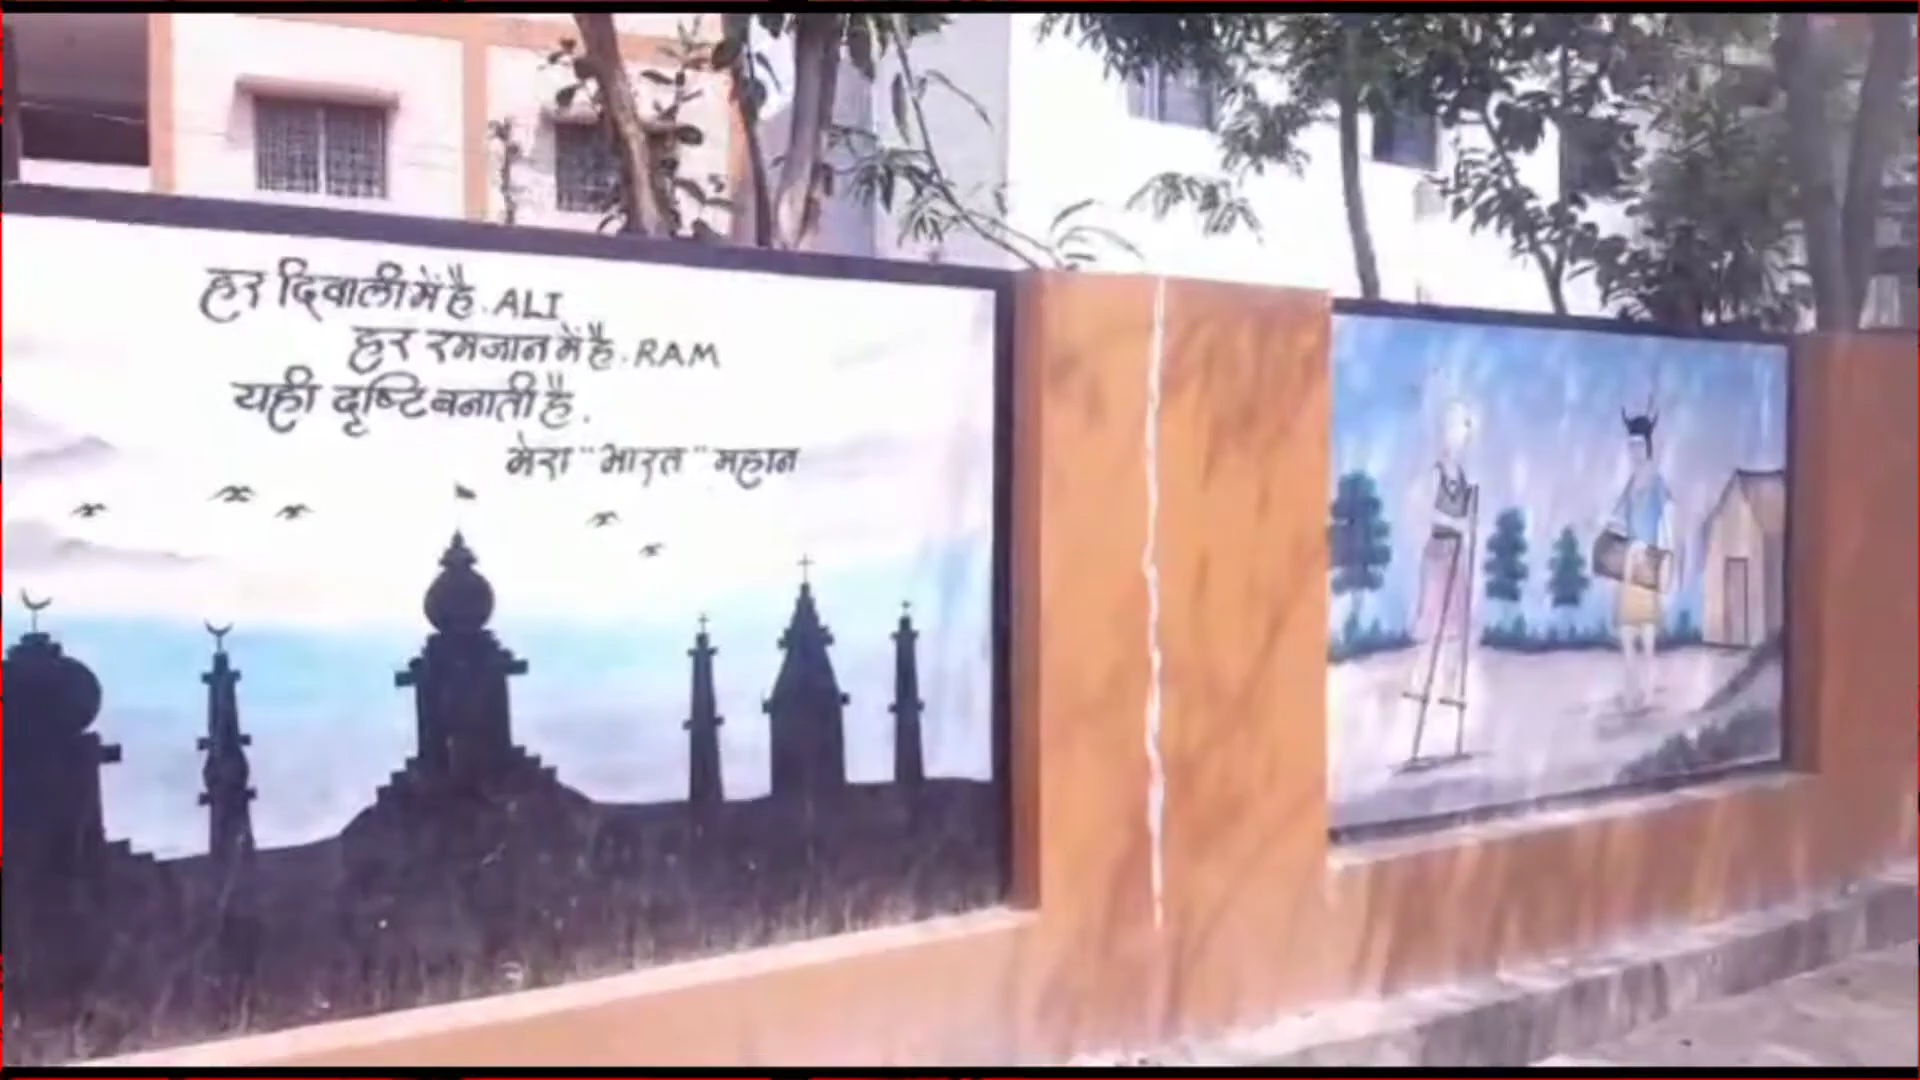 हर दिवाली में है. ALI
हर रमजान में है. RAM
यही दृष्टि बनाती है.
मेरा "भारत" महान